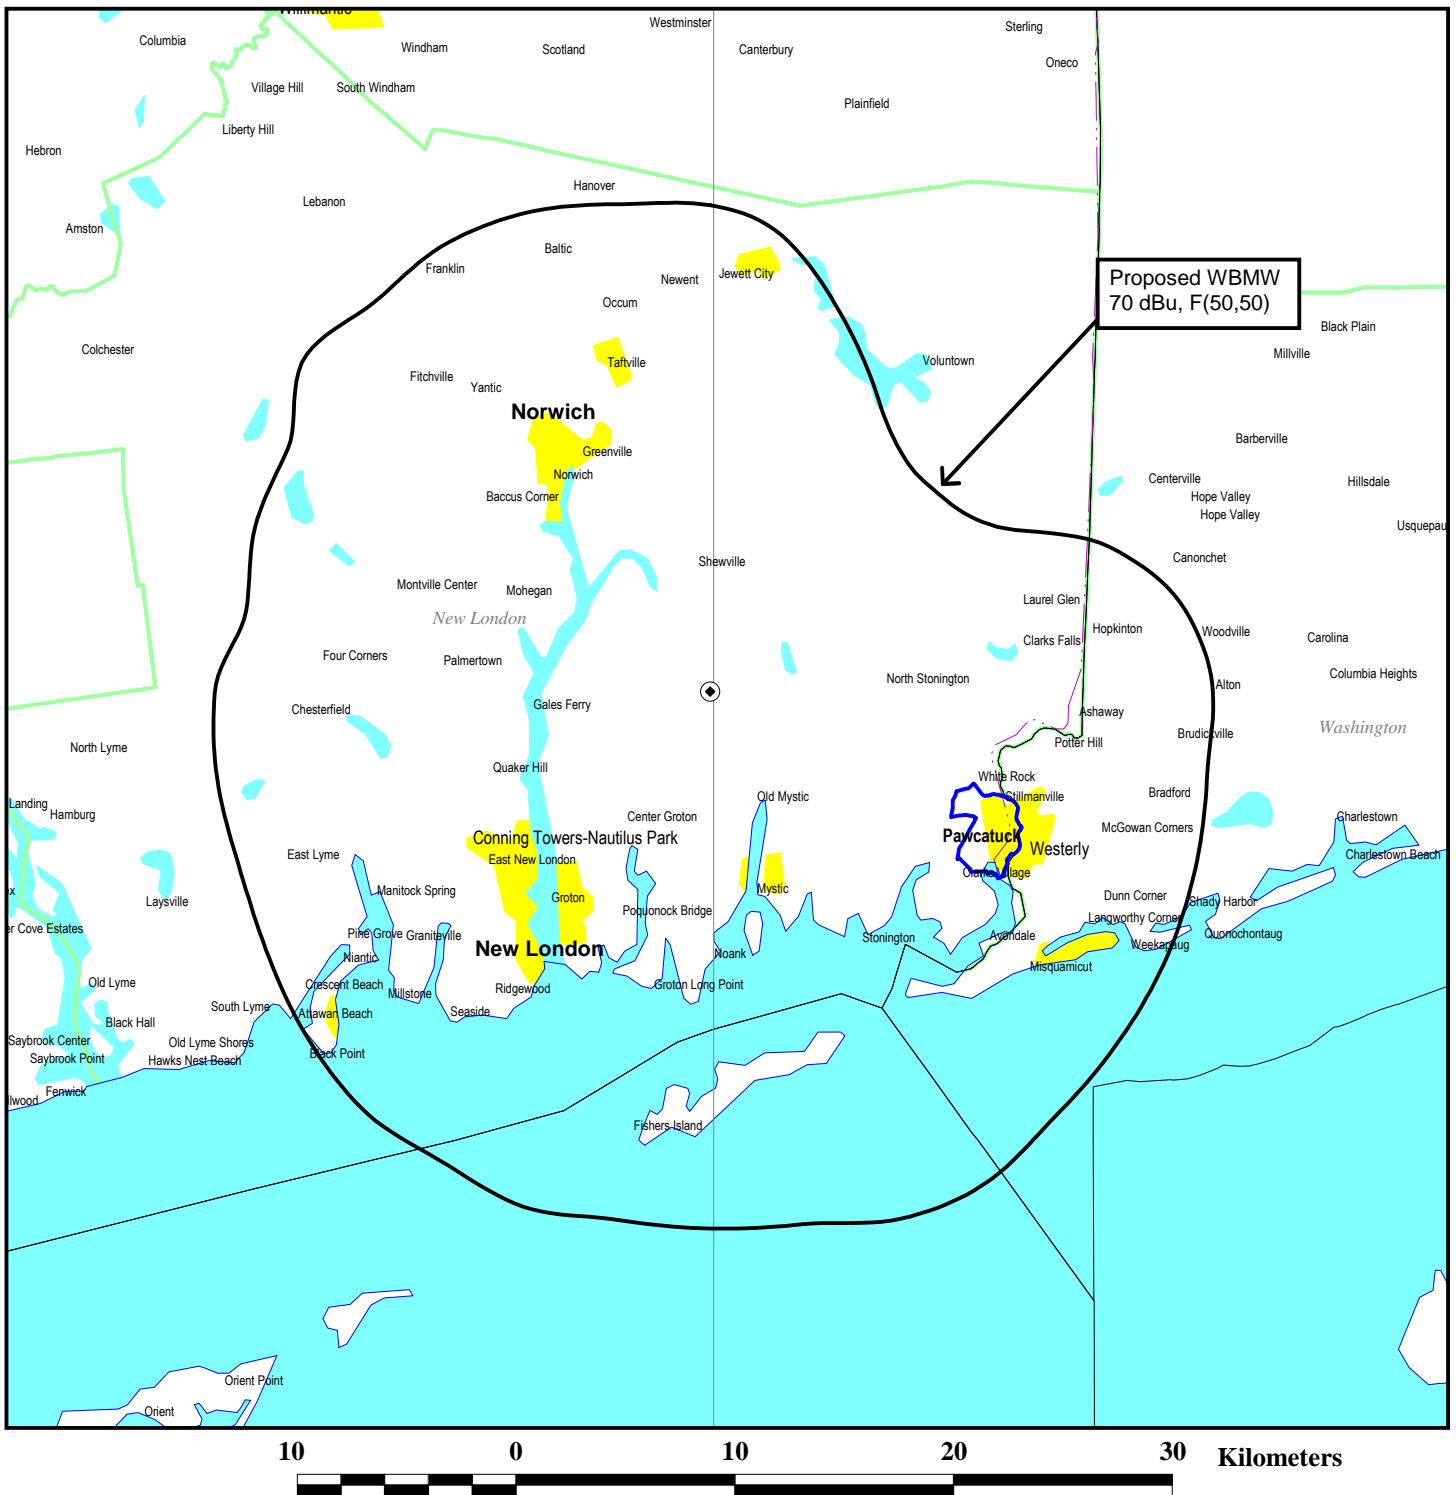 Willimantic
Westminster
Sterling
Columbia
Windham
Scotland
Canterbury
Oneco
Village Hill
South Windham
Plainfield
Liberty Hill
Hebron
Hanover
Lebanon
Amston
Baltic
Franklin
Newent
Jewett City
Proposed WBMW
70 dBu, F(50,50)
Occum
Black Plain
Colchester
Millville
Taftville
Voluntown
Fitchville
Yantic
Norwich
Barberville
Greenville
Norwich
Centerville
Hillsdale
Baccus Corner
Hope Valley
Hope Valley
Usquepau
Canonchet
Shewville
Montville Center
Mohegan
Laurel Glen
New London
Hopkinton
Woodville
Clarks Falls
Carolina
Four Corners
Palmertown
Columbia Heights
North Stonington
Alton
Gales Ferry
Chesterfield
Ashaway
Washington
Brudickville
Potter Hill
North Lyme
Quaker Hill
White Rock
Bradford
Old Mystic
Stillmanville
Landing
Hamburg
Center Groton
Charlestown
McGowan Corners
Conning Towers-Nautilus Park
Pawcatuck
Westerly
East Lyme
East New London
Charlestown Beach
Clarks Village
Manitock Spring
Mystic
x
Laysville
Groton
Dunn Corner
Shady Harbor
Poquonock Bridge
Langworthy Corner
er Cove Estates
Pine Grove
Graniteville
Stonington
Avondale
Quonochontaug
New London
Weekapaug
Niantic
Noank
Misquamicut
Old Lyme
Crescent Beach
Ridgewood
Groton Long Point
Millstone
South Lyme
Attawan Beach
Seaside
Black Hall
Saybrook Center
Old Lyme Shores
Black Point
Saybrook Point
Hawks Nest Beach
Fenwick
llwood
Fishers Island
Orient Point
Orient
10 0 10 20 30 Kilometers